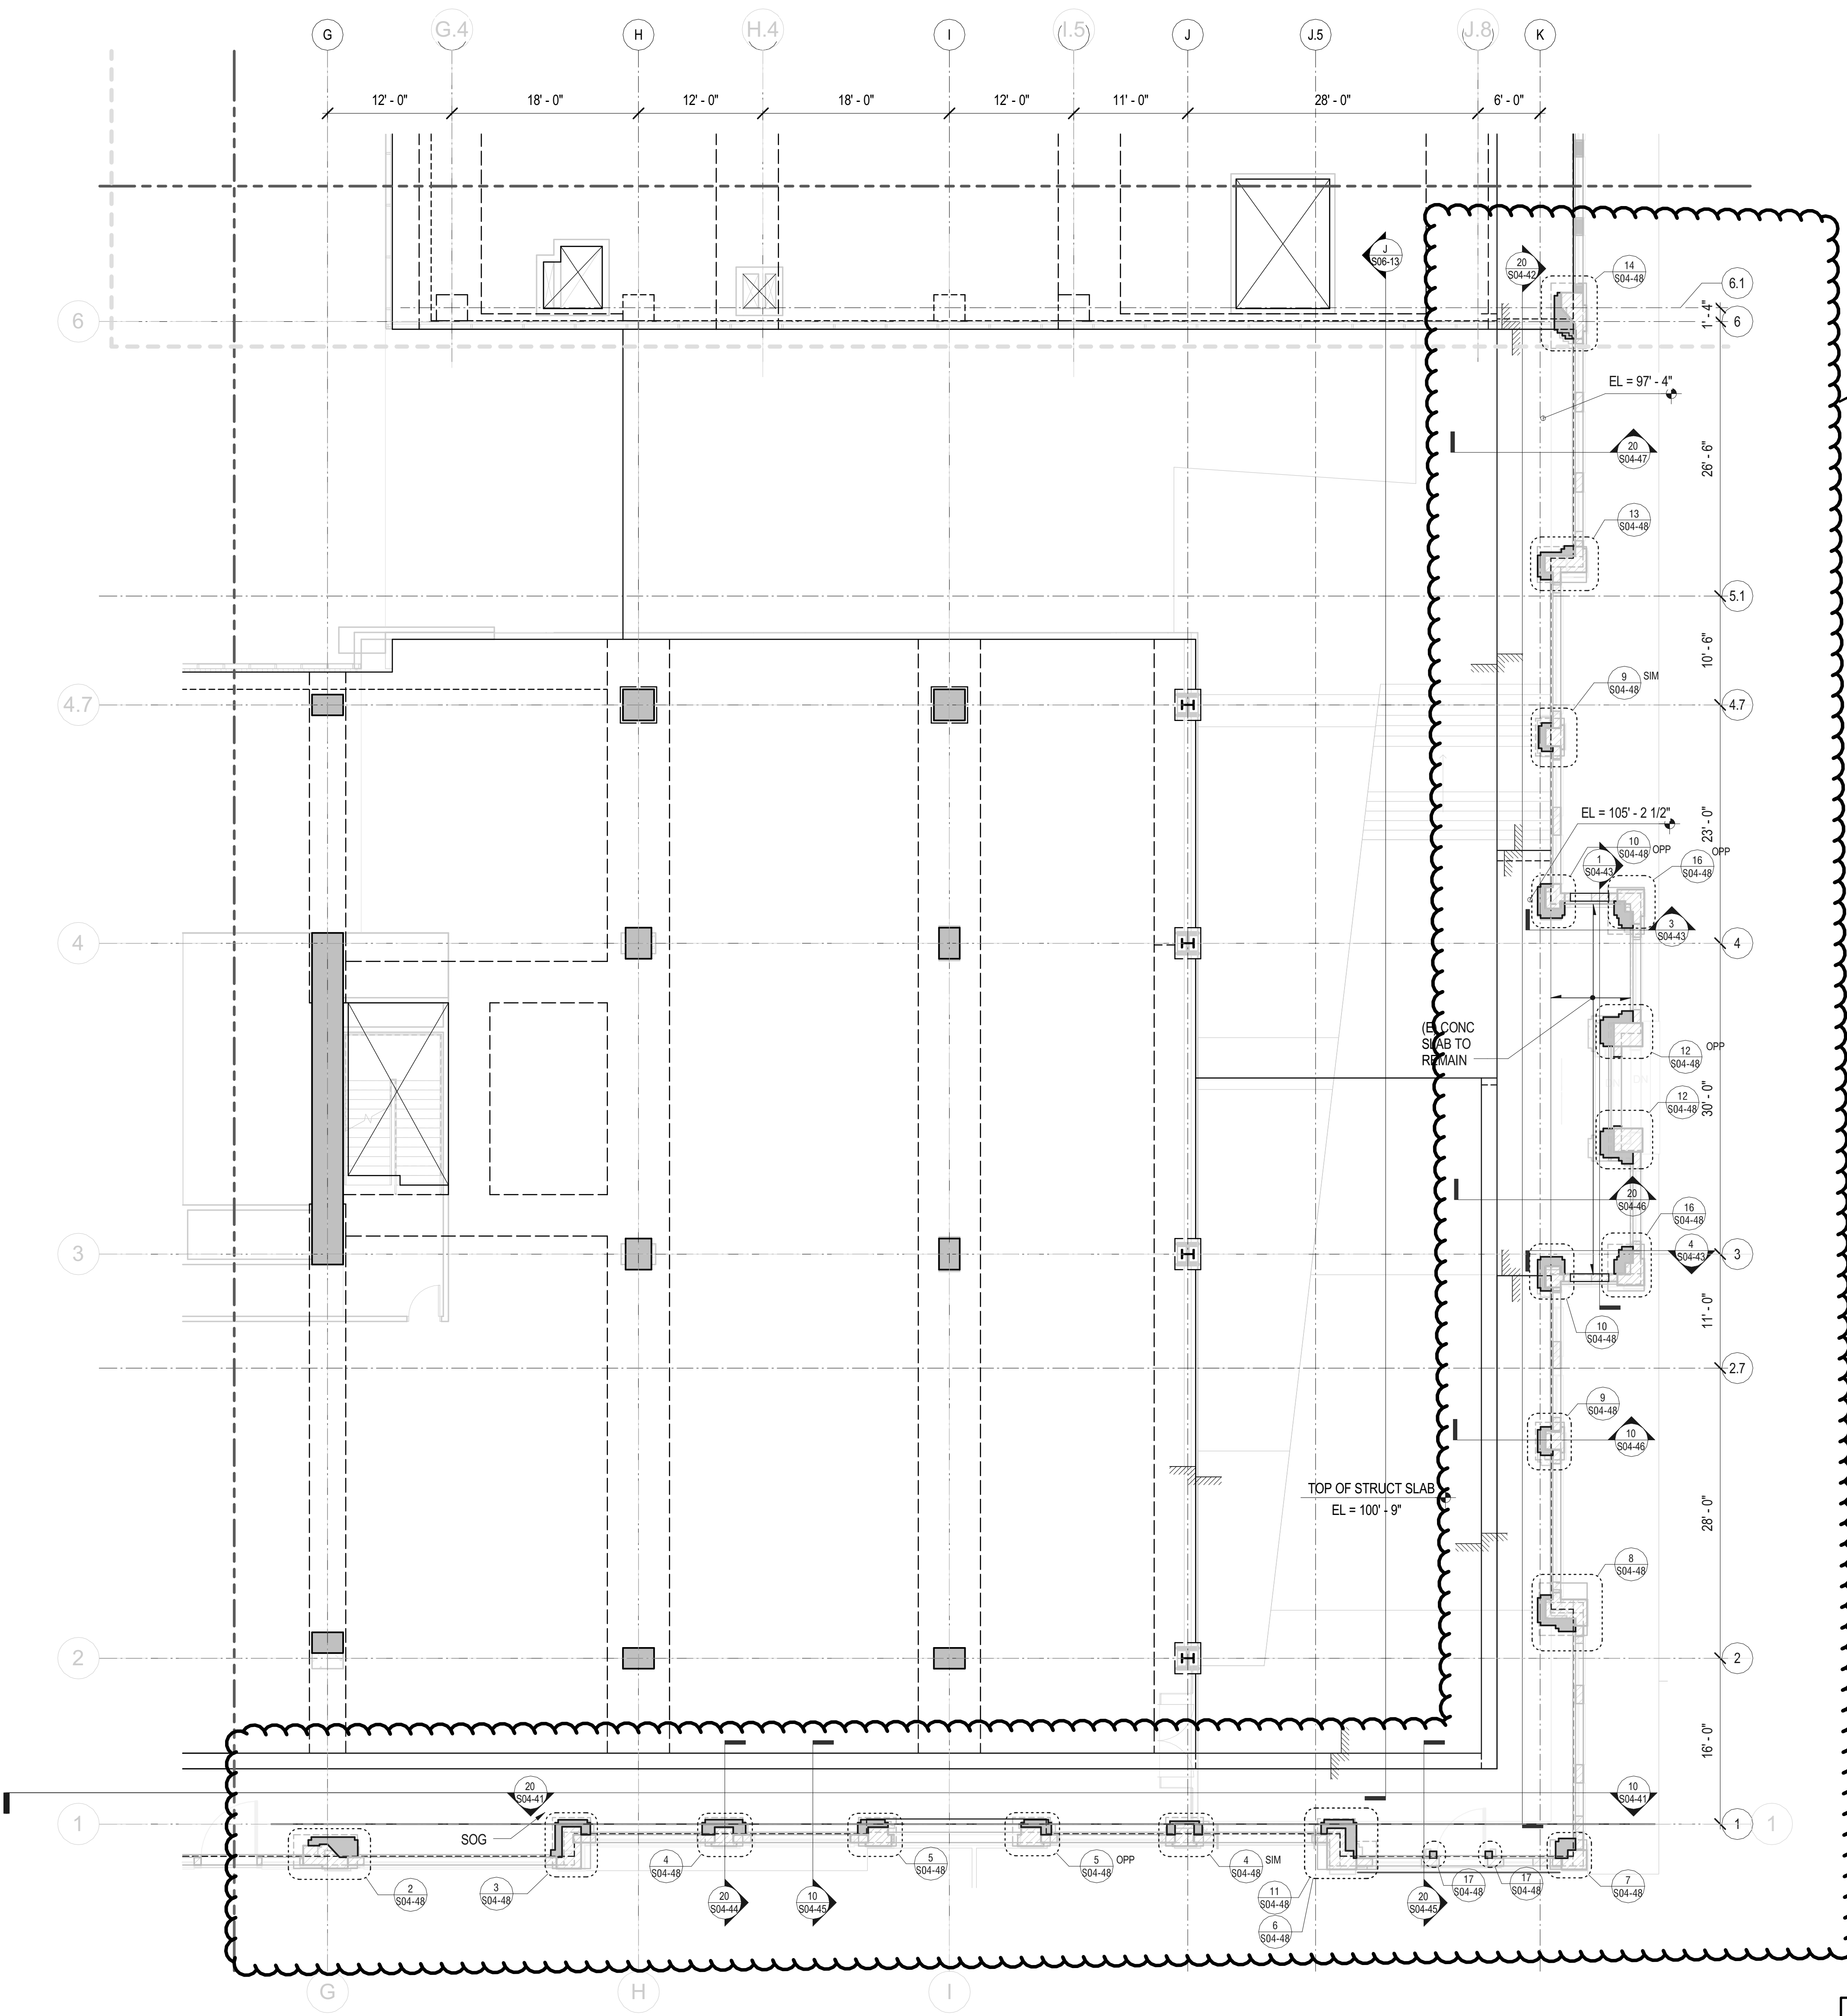 G
G.4
H
H.4
I
I.5
J
J.5
J.8
K
12' - 0"
18' - 0"
12' - 0"
18' - 0"
12' - 0"
11' - 0"
28' - 0"
6' - 0"
J
S06-13
20
S04-42
14
S04-48
6.1
1' - 4"
6
6
EL = 97' - 4"
20
S04-47
26' - 6"
13
S04-48
5.1
10' - 6"
9
S04-48
SIM
4.7
4.7
EL = 105' - 2 1/2"
23' - 0"
10
S04-48
OPP
1
S04-43
16
S04-48
OPP
3
S04-43
4
4
(E) CONC
SLAB TO
REMAIN
12
S04-48
OPP
12
S04-48
30' - 0"
DN
20
S04-46
16
S04-48
4
S04-43
3
3
10
S04-48
11' - 0"
2.7
9
S04-48
10
S04-46
TOP OF STRUCT SLAB
EL = 100' - 9"
28' - 0"
8
S04-48
2
2
16' - 0"
20
S04-41
10
S04-41
1
1
1
SOG
2
S04-48
3
S04-48
4
S04-48
5
S04-48
5
S04-48
OPP
4
S04-48
SIM
11
S04-48
6
S04-48
17
S04-48
17
S04-48
7
S04-48
20
S04-44
10
S04-45
20
S04-45
G
H
I